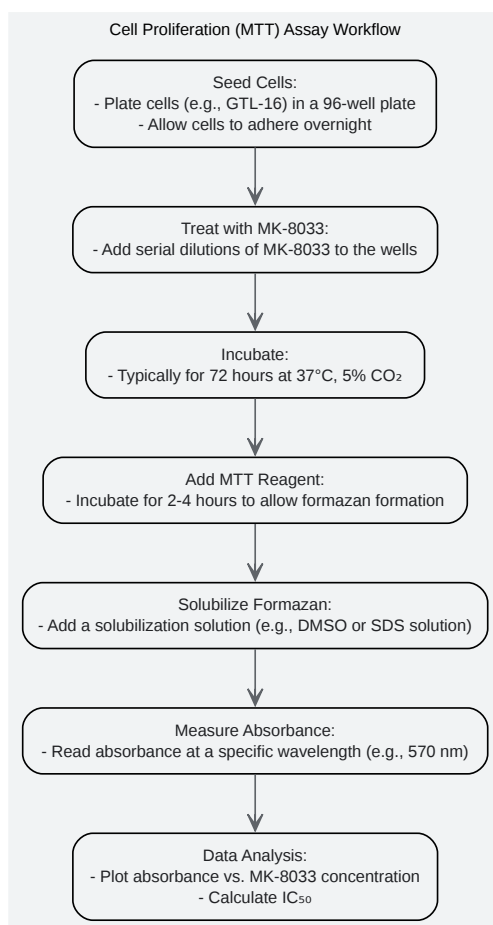 Cell Proliferation (MTT) Assay Workflow
Seed Cells:
- Plate cells (e.g., GTL-16) in a 96-well plate
- Allow cells to adhere overnight
Treat with MK-8033:
- Add serial dilutions of MK-8033 to the wells
Incubate:
- Typically for 72 hours at 37°C, 5% CO₂
Add MTT Reagent:
- Incubate for 2-4 hours to allow formazan formation
Solubilize Formazan:
- Add a solubilization solution (e.g., DMSO or SDS solution)
Measure Absorbance:
- Read absorbance at a specific wavelength (e.g., 570 nm)
Data Analysis:
- Plot absorbance vs. MK-8033 concentration
- Calculate IC₅₀